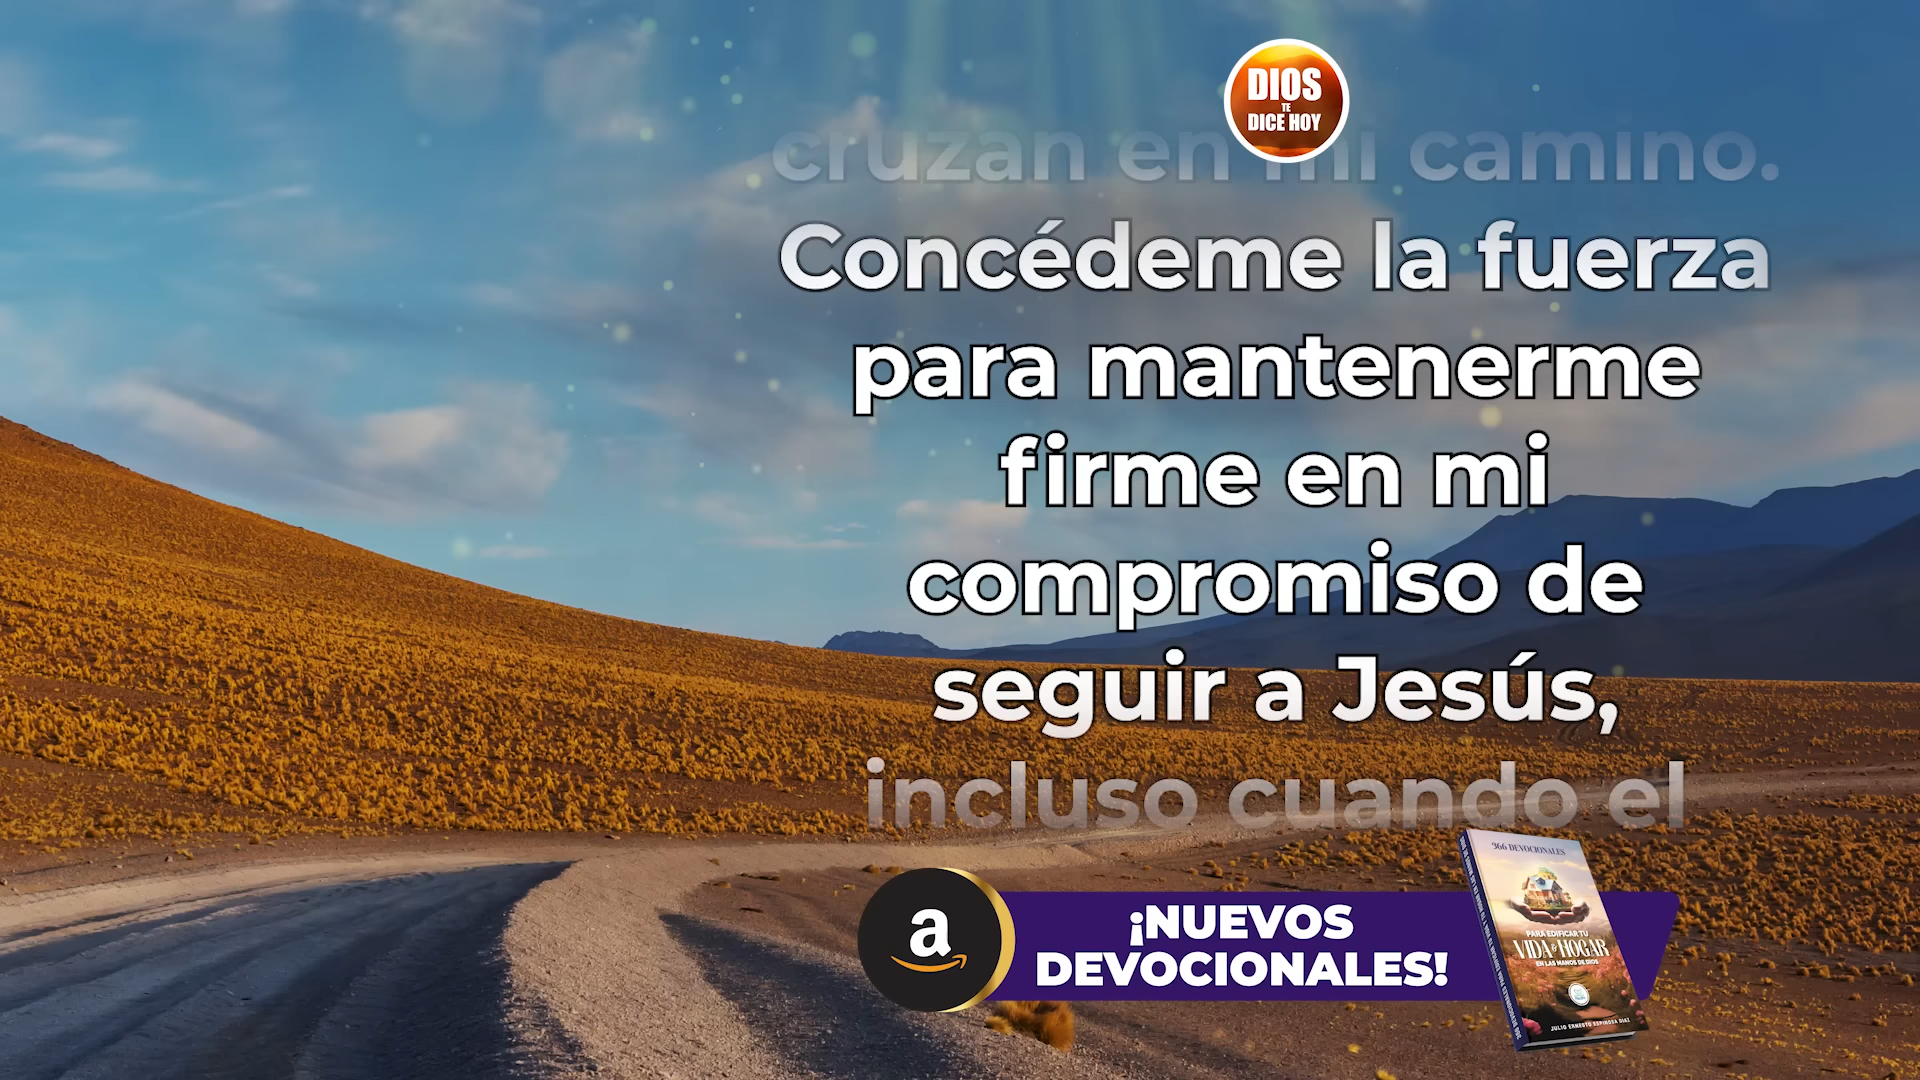 DIOS
TE
DICE HOY
cruzan en mi camino.
Concédeme la fuerza
para mantenerme
firme en mi
compromiso de
seguir a Jesús,
incluso cuando el
a
¡NUEVOS
DEVOCIONALES!
366 DEVOCIONALES
PARA EDIFICAR TU
VIDA & HOGAR
EN LAS MANOS DE DIOS
JULIO ERNESTO ESPINOSA DIAZ